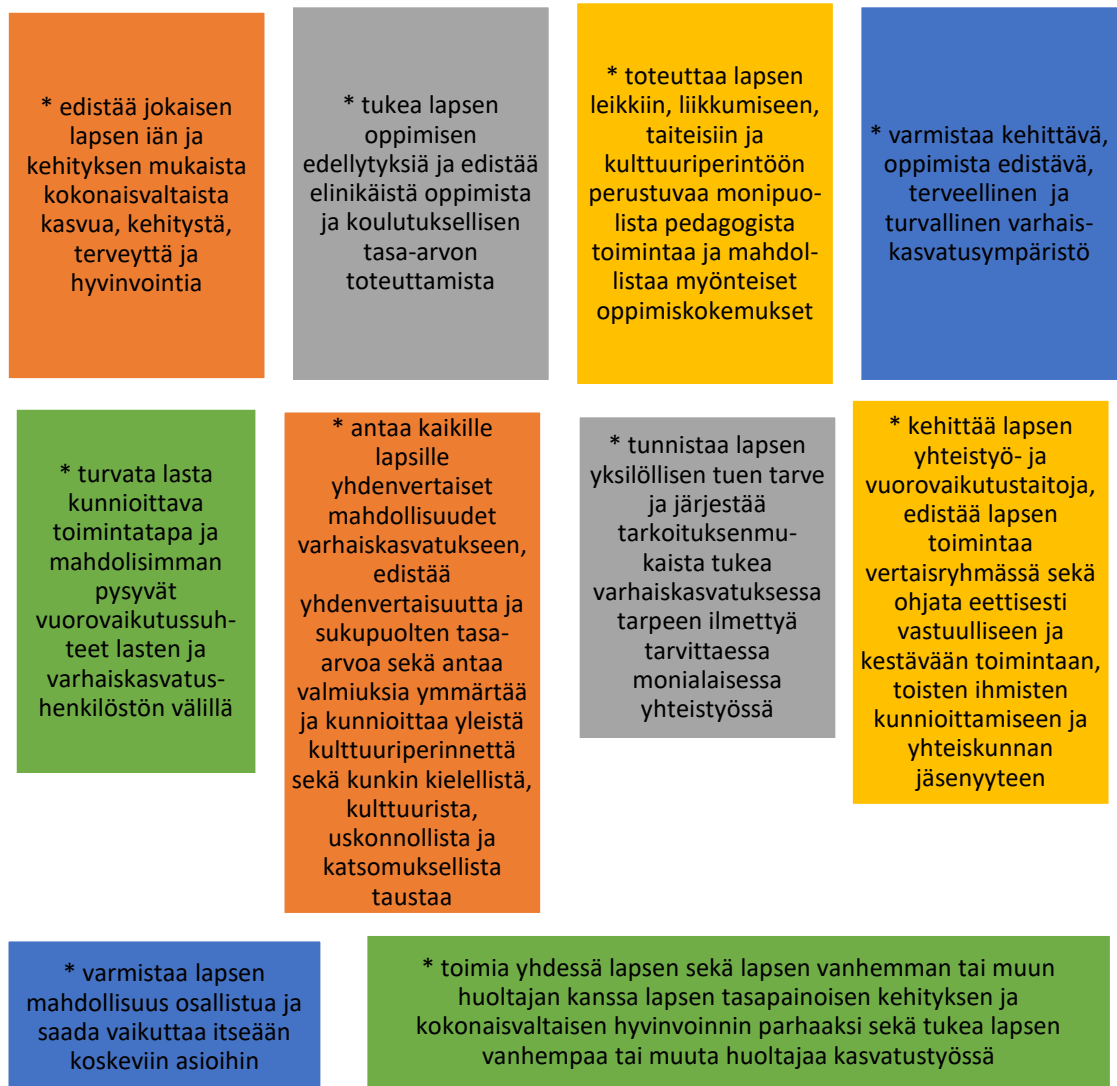 * edistää jokaisen
lapsen iän ja
kehityksen mukaista
kokonaisvaltaista
kasvua, kehitystä,
terveyttä ja
hyvinvointia
* tukea lapsen
oppimisen
edellytyksiä ja edistää
elinikäistä oppimista
ja koulutuksellisen
tasa-arvon
toteuttamista
* toteuttaa lapsen
leikkiin, liikkumiseen,
taiteisiin ja
kulttuuriperintöön
perustuvaa monipuo-
lista pedagogista
toimintaa ja mahdol-
listaa myönteiset
oppimiskokemukset
* varmistaa kehittävä,
oppimista edistävä,
terveellinen ja
turvallinen varhais-
kasvatusympäristö
* turvata lasta
kunnioittava
toimintatapa ja
mahdolisimman
pysyvät
vuorovaikutussuh-
teet lasten ja
varhaiskasvatus-
henkilöstön välillä
* antaa kaikille
lapsille
yhdenvertaiset
mahdollisuudet
varhaiskasvatukseen,
edistää
yhdenvertaisuutta ja
sukupuolten tasa-
arvoa sekä antaa
valmiuksia ymmärtää
ja kunnioittaa yleistä
kulttuuriperinnettä
sekä kunkin kielellistä,
kulttuurista,
uskonnollista ja
katsomuksellista
taustaa
* tunnistaa lapsen
yksilöllisen tuen tarve
ja järjestää
tarkoituksenmu-
kaista tukea
varhaiskasvatuksessa
tarpeen ilmettyä
tarvittaessa
monialaisessa
yhteistyössä
* kehittää lapsen
yhteistyö- ja
vuorovaikutustaitoja,
edistää lapsen
toimintaa
vertaisryhmässä sekä
ohjata eettisesti
vastuulliseen ja
kestävään toimintaan,
toisten ihmisten
kunnioittamiseen ja
yhteiskunnan
jäsenyyteen
* varmistaa lapsen
mahdollisuus osallistua ja
saada vaikuttaa itseään
koskeviin asioihin
* toimia yhdessä lapsen sekä lapsen vanhemman tai muun
huoltajan kanssa lapsen tasapainoisen kehityksen ja
kokonaisvaltaisen hyvinvoinnin parhaaksi sekä tukea lapsen
vanhempaa tai muuta huoltajaa kasvatustyössä